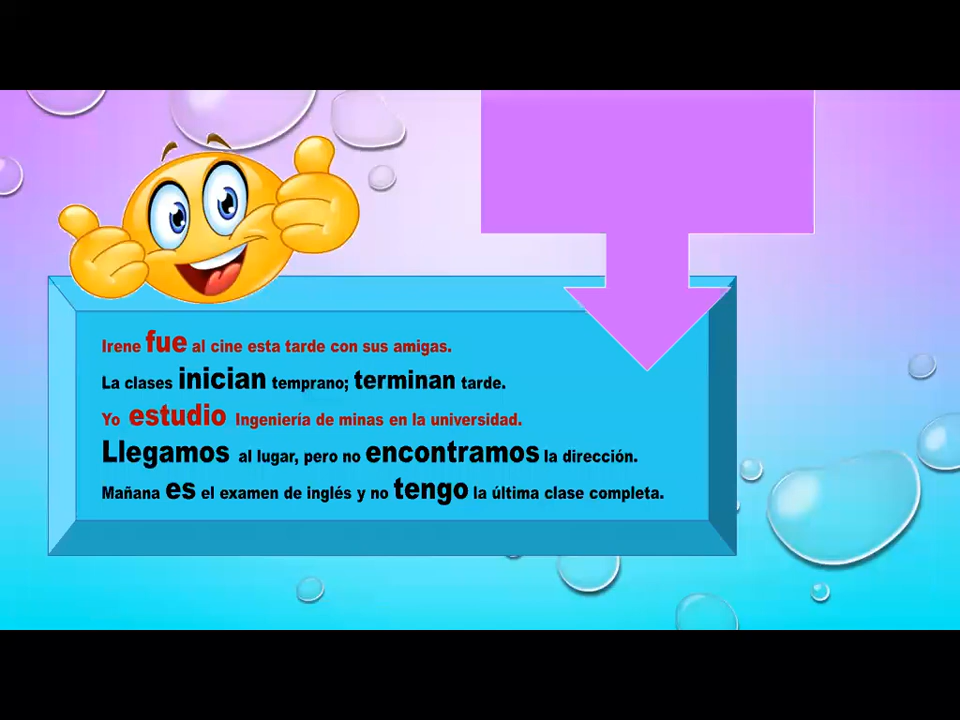 Irene fue al cine esta tarde con sus amigas.
La clases inician temprano; terminan tarde.
Yo estudio Ingeniería de minas en la universidad.
Llegamos al lugar, pero no encontramos la dirección.
Mañana es el examen de inglés y no tengo la última clase completa.